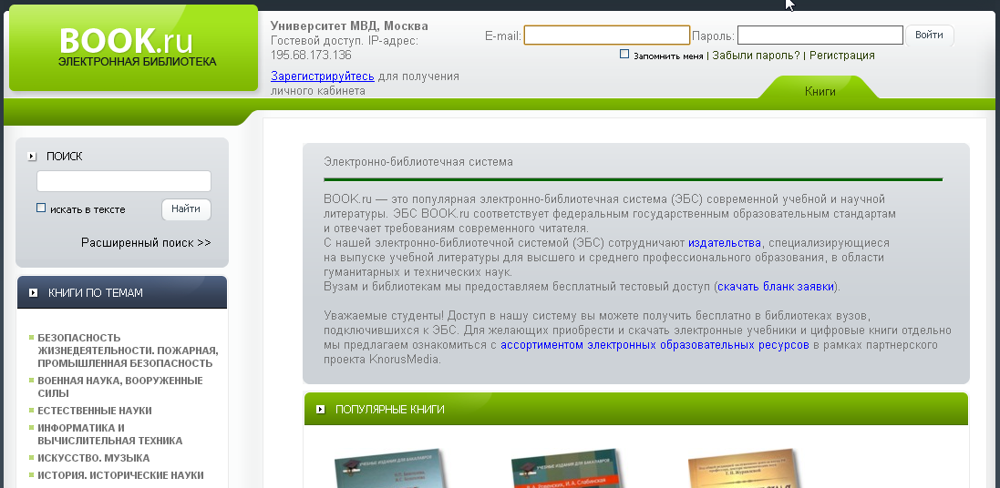 BOOK.ru
ЭЛЕКТРОННАЯ БИБЛИОТЕКА
Университет МВД, Москва
Гостевой доступ. IP-адрес:
195.68.173.136
Зарегистрируйтесь для получения
личного кабинета
E-mail: Пароль: Войти
Запомнить меня | Забыли пароль? | Регистрация
Книги
ПОИСК
искать в тексте Найти
Расширенный поиск >>
КНИГИ ПО ТЕМАМ
БЕЗОПАСНОСТЬ
ЖИЗНЕДЕЯТЕЛЬНОСТИ. ПОЖАРНАЯ,
ПРОМЫШЛЕННАЯ БЕЗОПАСНОСТЬ
ВОЕННАЯ НАУКА, ВООРУЖЕННЫЕ
СИЛЫ
ЕСТЕСТВЕННЫЕ НАУКИ
ИНФОРМАТИКА И
ВЫЧИСЛИТЕЛЬНАЯ ТЕХНИКА
ИСКУССТВО. МУЗЫКА
ИСТОРИЯ. ИСТОРИЧЕСКИЕ НАУКИ
Электронно-библиотечная система
BOOK.ru — это популярная электронно-библиотечная система (ЭБС) современной учебной и научной
литературы. ЭБС BOOK.ru соответствует федеральным государственным образовательным стандартам
и отвечает требованиям современного читателя.
С нашей электронно-библиотечной системой (ЭБС) сотрудничают издательства, специализирующиеся
на выпуске учебной литературы для высшего и среднего профессионального образования, в области
гуманитарных и технических наук.
Вузам и библиотекам мы предоставляем бесплатный тестовый доступ (скачать бланк заявки).
Уважаемые студенты! Доступ в нашу систему вы можете получить бесплатно в библиотеках вузов,
подключившихся к ЭБС. Для желающих приобрести и скачать электронные учебники и цифровые книги отдельно
мы предлагаем ознакомиться с ассортиментом электронных образовательных ресурсов в рамках партнерского
проекта KnorusMedia.
ПОПУЛЯРНЫЕ КНИГИ
УЧЕБНЫЕ ИЗДАНИЯ ДЛЯ БАКАЛАВРОВ
УЧЕБНЫЕ ИЗДАНИЯ ДЛЯ БАКАЛАВРОВ